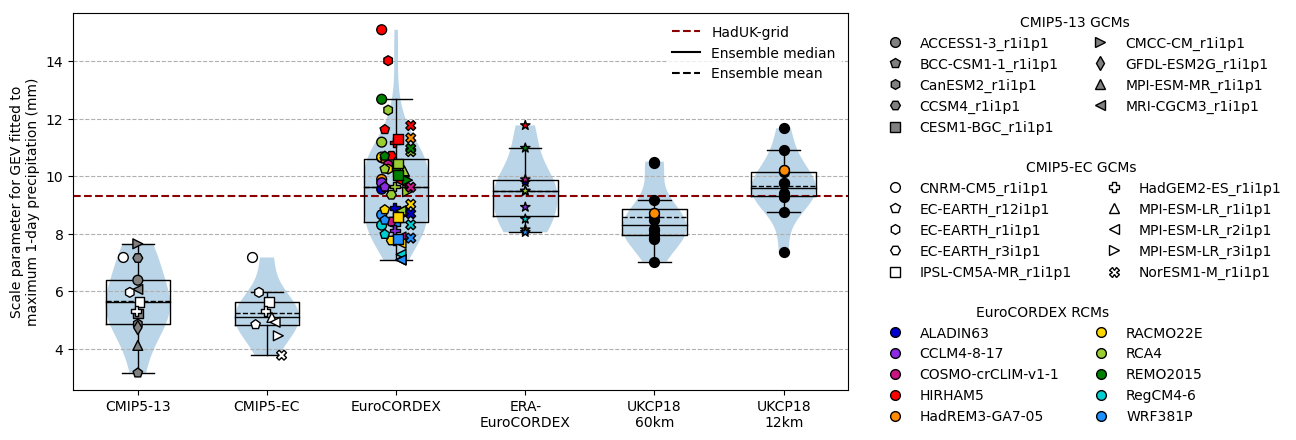 Scale parameter for GEV fitted to
maximum 1-day precipitation (mm)
14
12
10
8
6
4
HadUK-grid
Ensemble median
Ensemble mean
CMIP5-13
CMIP5-EC
EuroCORDEX
ERA-
EuroCORDEX
UKCP18
60km
UKCP18
12km
CMIP5-13 GCMs
ACCESS1-3_r1i1p1
BCC-CSM1-1_r1i1p1
CanESM2_r1i1p1
CCSM4_r1i1p1
CESM1-BGC_r1i1p1
CMCC-CM_r1i1p1
GFDL-ESM2G_r1i1p1
MPI-ESM-MR_r1i1p1
MRI-CGCM3_r1i1p1
CMIP5-EC GCMs
CNRM-CM5_r1i1p1
EC-EARTH_r12i1p1
EC-EARTH_r1i1p1
EC-EARTH_r3i1p1
IPSL-CM5A-MR_r1i1p1
HadGEM2-ES_r1i1p1
MPI-ESM-LR_r1i1p1
MPI-ESM-LR_r2i1p1
MPI-ESM-LR_r3i1p1
NorESM1-M_r1i1p1
EuroCORDEX RCMs
ALADIN63
CCLM4-8-17
COSMO-crCLIM-v1-1
HIRHAM5
HadREM3-GA7-05
RACMO22E
RCA4
REMO2015
RegCM4-6
WRF381P